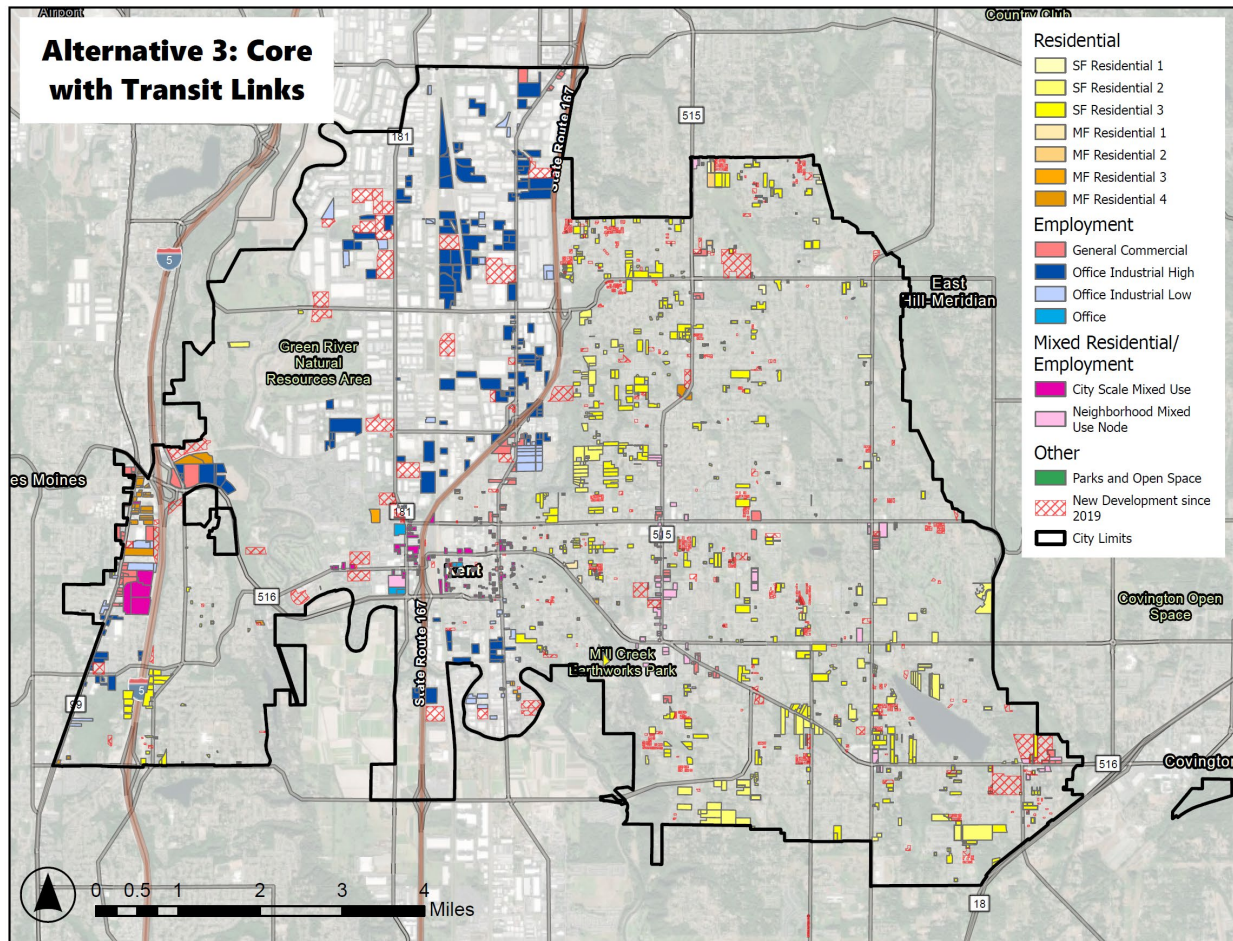 Alternative 3: Core
with Transit Links
Airport
Country Club
Residential
SF Residential 1
SF Residential 2
SF Residential 3
MF Residential 1
MF Residential 2
MF Residential 3
MF Residential 4
Employment
General Commercial
Office Industrial High
Office Industrial Low
Office
Mixed Residential/
Employment
City Scale Mixed Use
Neighborhood Mixed
Use Node
Other
Parks and Open Space
New Development since
2019
City Limits
State Route 167
181
515
5
East
Hill-Meridian
Green River
Natural
Resources Area
es Moines
181
515
Kent
516
Covington Open
Space
State Route 167
Mill Creek
Earthworks Park
5
99
516
Covington
18
0 0.5 1 2 3 4
Miles